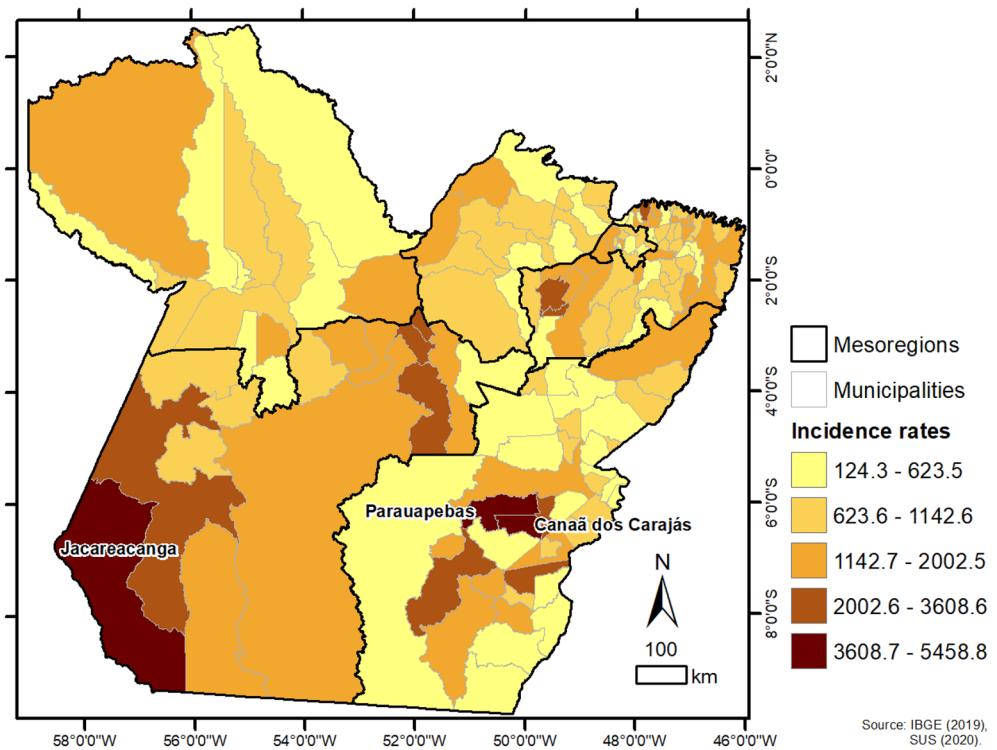 2°0'0"N
0°0'0"
2°0'0"S
4°0'0"S
6°0'0"S
8°0'0"S
Parauapebas
Canaã dos Carajás
Jacareacanga
N
100
km
58°0'0"W 56°0'0"W 54°0'0"W 52°0'0"W 50°0'0"W 48°0'0"W 46°0'0"W
Mesoregions
Municipalities
Incidence rates
124.3 - 623.5
623.6 - 1142.6
1142.7 - 2002.5
2002.6 - 3608.6
3608.7 - 5458.8
Source: IBGE (2019),
SUS (2020).